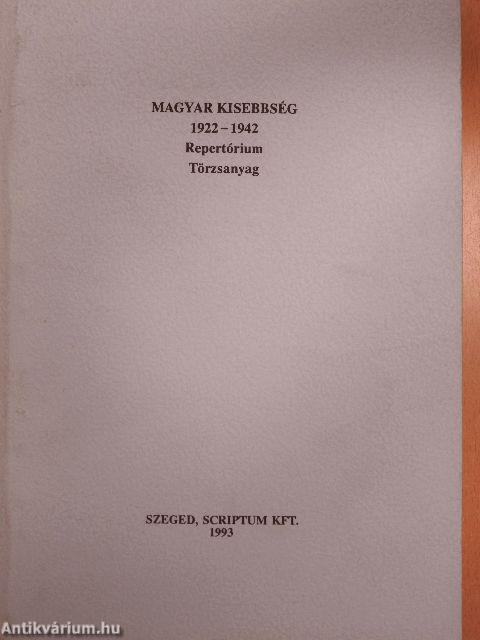 MAGYAR KISEBBSÉG
1922–1942
Repertórium
Törzsanyag
SZEGED, SCRIPTUM KFT.
1993
Antikvárium.hu